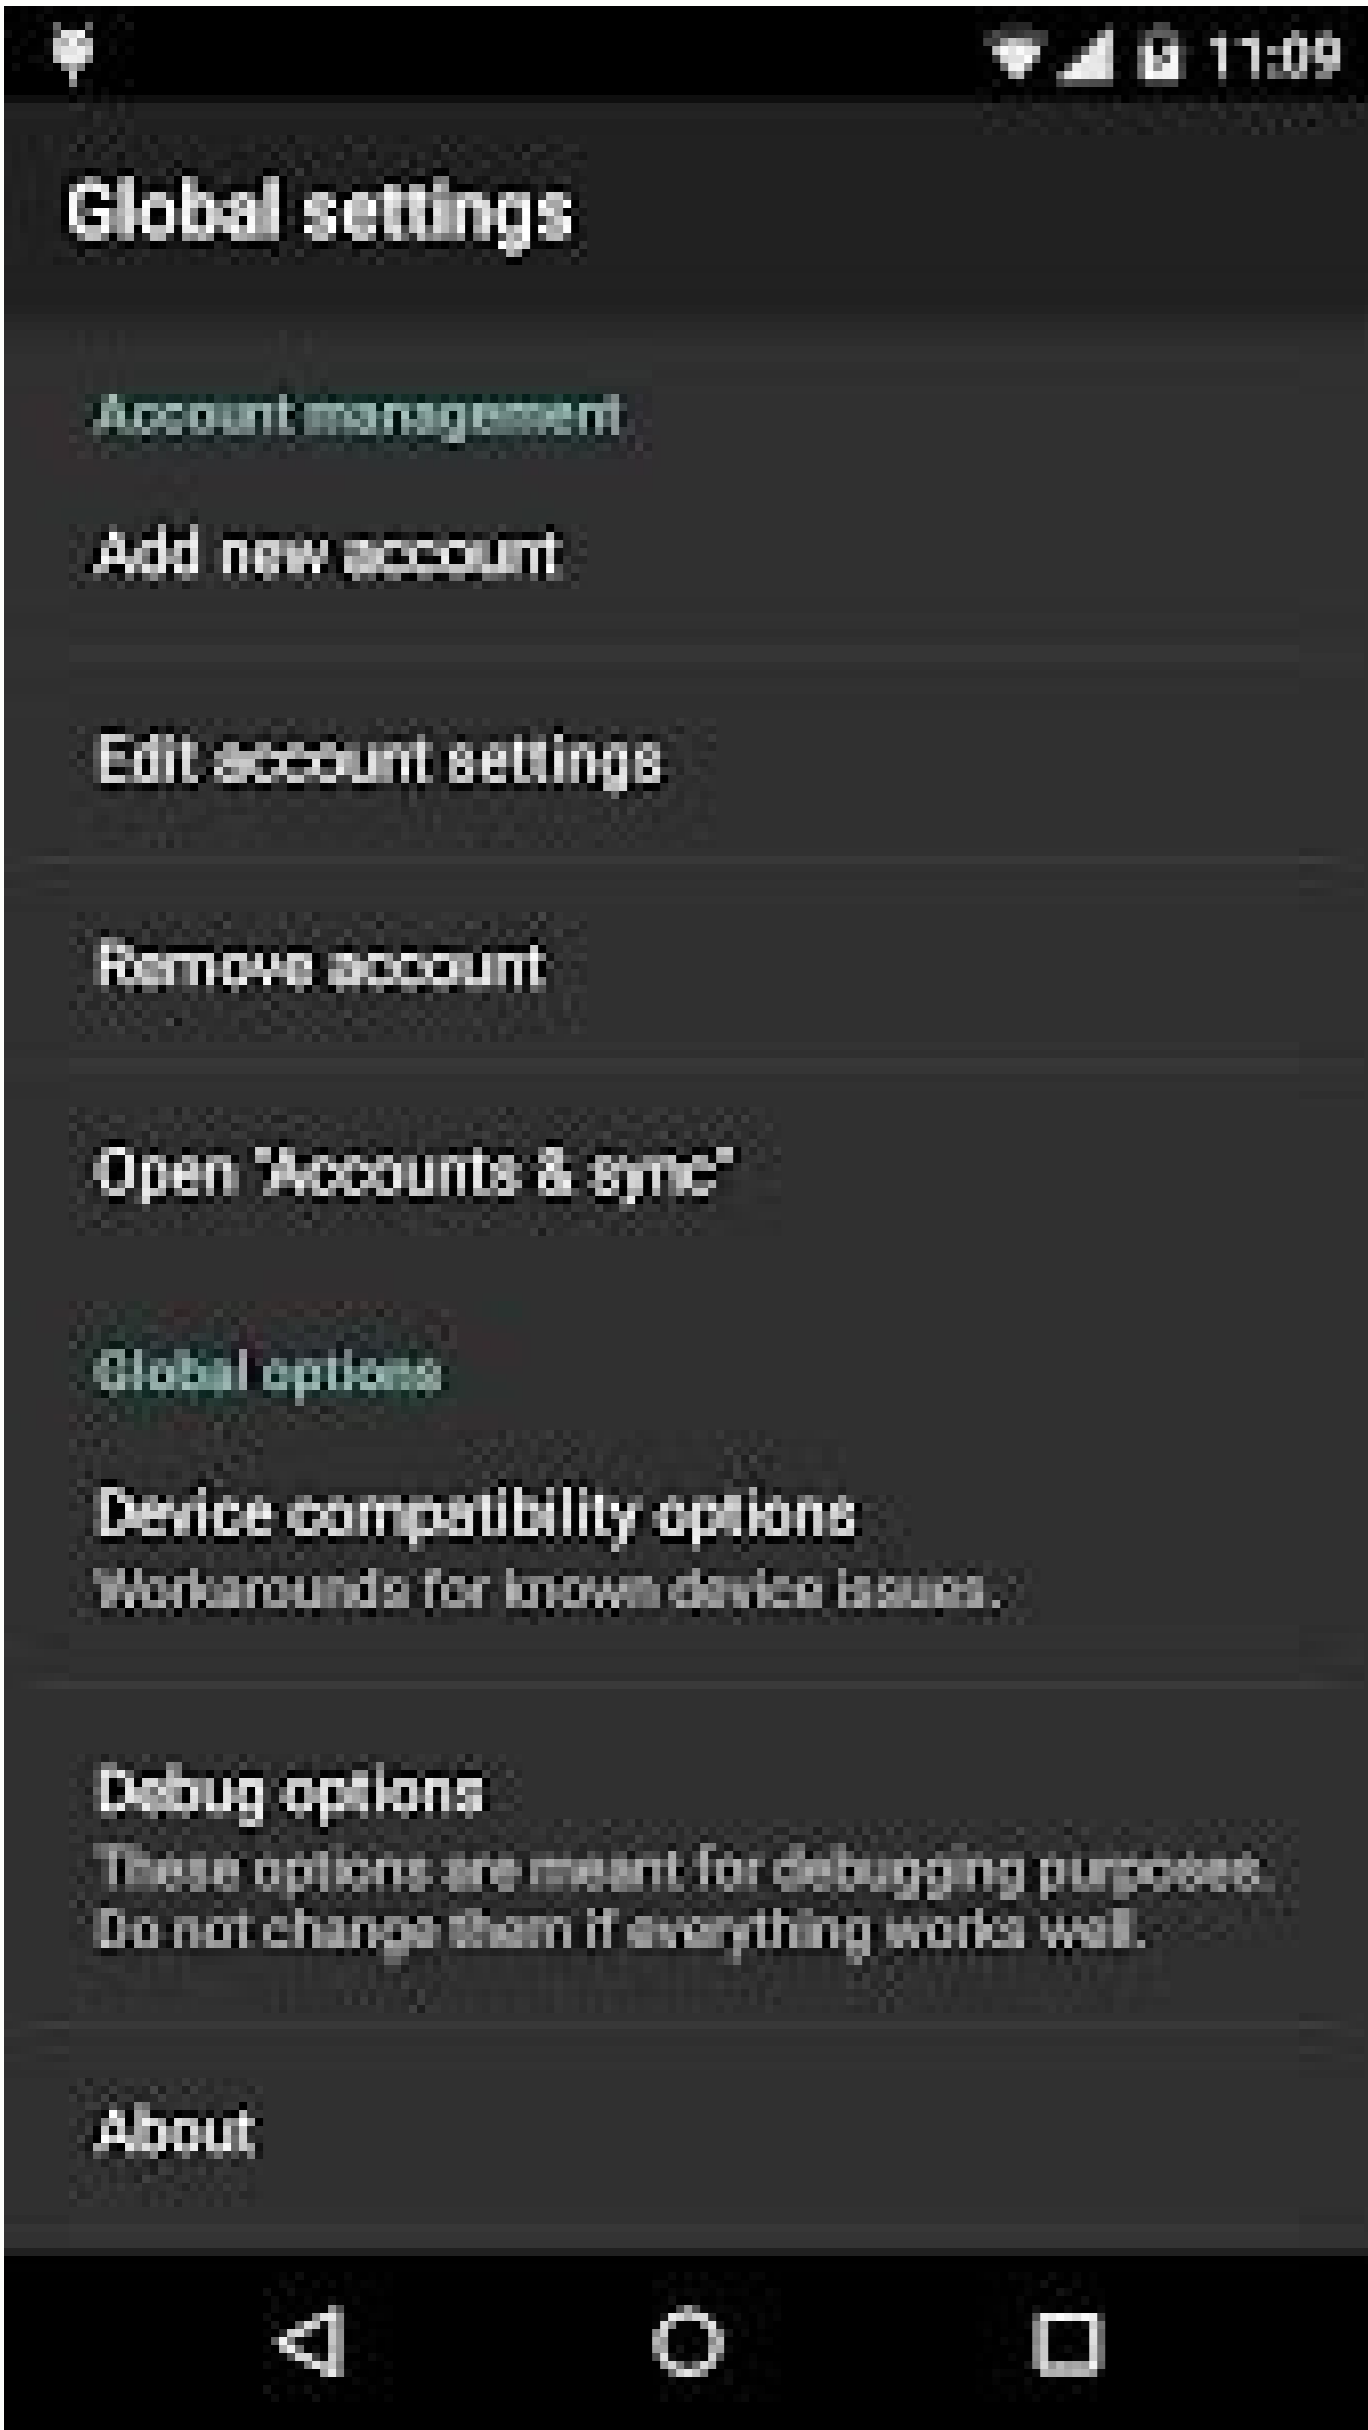 11:09
Global settings
Account management
Add new account
Edit account settings
Remove account
Open "Accounts & sync"
Global options
Device compatibility options
Workarounds for known device issues.
Debug options
These options are meant for debugging purposes.
Do not change them if everything works well.
About